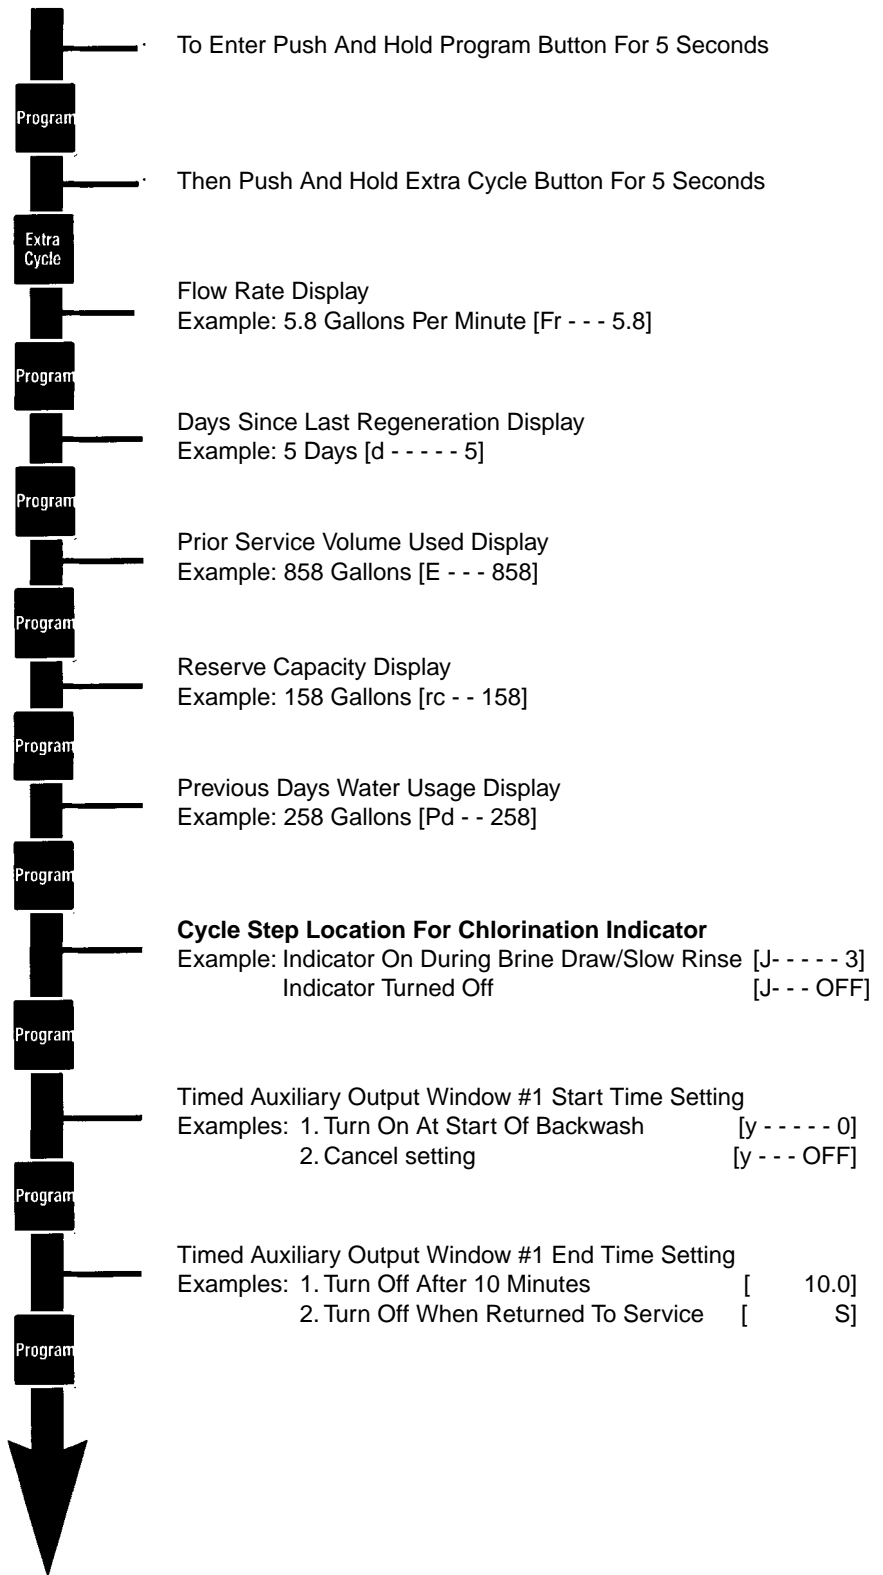 To Enter Push And Hold Program Button For 5 Seconds
Program
Then Push And Hold Extra Cycle Button For 5 Seconds
Extra
Cycle
Flow Rate Display
Example: 5.8 Gallons Per Minute [Fr - - - 5.8]
Program
Days Since Last Regeneration Display
Example: 5 Days [d - - - - - 5]
Program
Prior Service Volume Used Display
Example: 858 Gallons [E - - - 858]
Program
Reserve Capacity Display
Example: 158 Gallons [rc - - 158]
Program
Previous Days Water Usage Display
Example: 258 Gallons [Pd - - 258]
Program
Cycle Step Location For Chlorination Indicator
Example: Indicator On During Brine Draw/Slow Rinse [J- - - - - 3]
Indicator Turned Off [J- - - OFF]
Program
Timed Auxiliary Output Window #1 Start Time Setting
Examples: 1. Turn On At Start Of Backwash [y - - - - - 0]
2. Cancel setting [y - - - OFF]
Program
Timed Auxiliary Output Window #1 End Time Setting
Examples: 1. Turn Off After 10 Minutes [ 10.0]
2. Turn Off When Returned To Service [ S]
Program